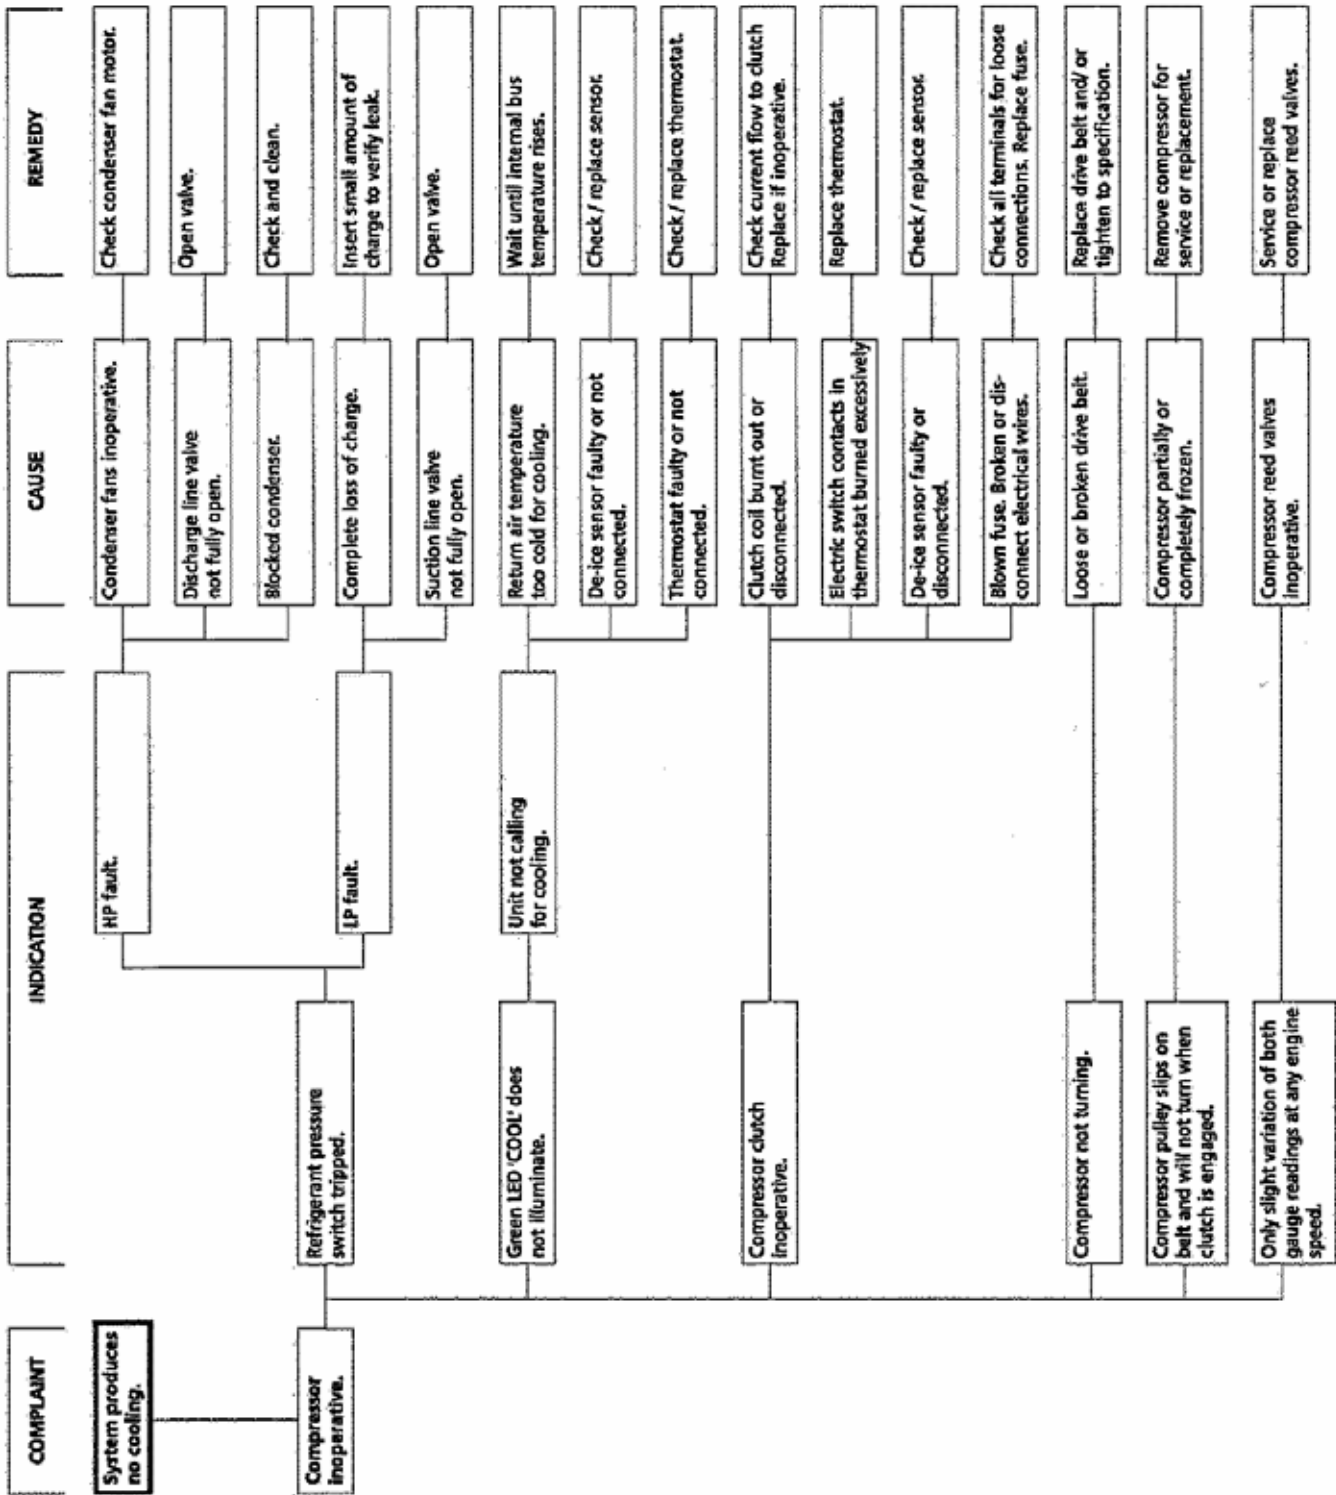 COMPLAINT
INDICATION
CAUSE
REMEDY
System produces
no cooling.
Compressor
inoperative.
Refrigerant pressure
switch tripped.
HP fault.
Condenser fans inoperative.
Check condenser fan motor.
Discharge line valve
not fully open.
Open valve.
Blocked condenser.
Check and clean.
LP fault.
Complete loss of charge.
Insert small amount of
charge to verify leak.
Suction line valve
not fully open.
Open valve.
Green LED 'COOL' does
not illuminate.
Unit not calling
for cooling.
Return air temperature
too cold for cooling.
Wait until internal bus
temperature rises.
De-ice sensor faulty or not
connected.
Check / replace sensor.
Thermostat faulty or not
connected.
Check / replace thermostat.
Compressor clutch
inoperative.
Clutch coil burnt out or
disconnected.
Check current flow to clutch
Replace if inoperative.
Electric switch contacts in
thermostat burned excessively
Replace thermostat.
De-ice sensor faulty or
disconnected.
Check / replace sensor.
Blown fuse. Broken or dis-
connect electrical wires.
Check all terminals for loose
connections. Replace fuse.
Compressor not turning.
Loose or broken drive belt.
Replace drive belt and/ or
tighten to specification.
Compressor pulley slips on
belt and will not turn when
clutch is engaged.
Compressor partially or
completely frozen.
Remove compressor for
service or replacement.
Only slight variation of both
gauge readings at any engine
speed.
Compressor reed valves
inoperative.
Service or replace
compressor reed valves.